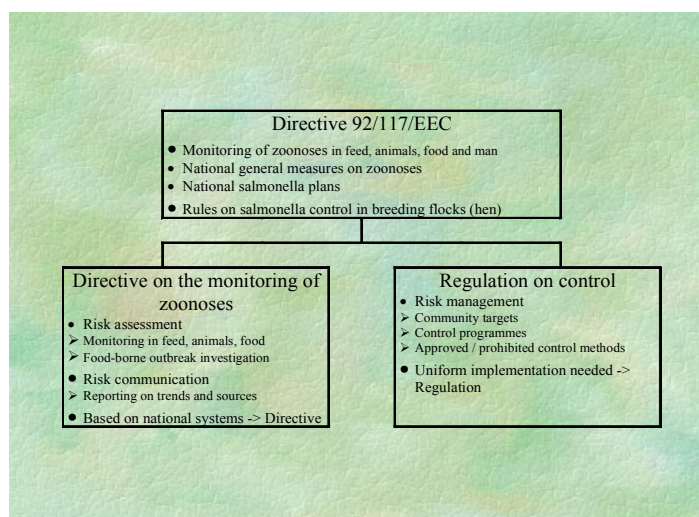 Directive 92/117/EEC
● Monitoring of zoonoses in feed, animals, food and man
• National general measures on zoonoses
• National salmonella plans
● Rules on salmonella control in breeding flocks (hen)
Directive on the monitoring of
zoonoses
• Risk assessment
➢ Monitoring in feed, animals, food
➢ Food-borne outbreak investigation
● Risk communication
➢ Reporting on trends and sources
● Based on national systems -> Directive
Regulation on control
• Risk management
➢ Community targets
➢ Control programmes
➢ Approved / prohibited control methods
● Uniform implementation needed ->
Regulation